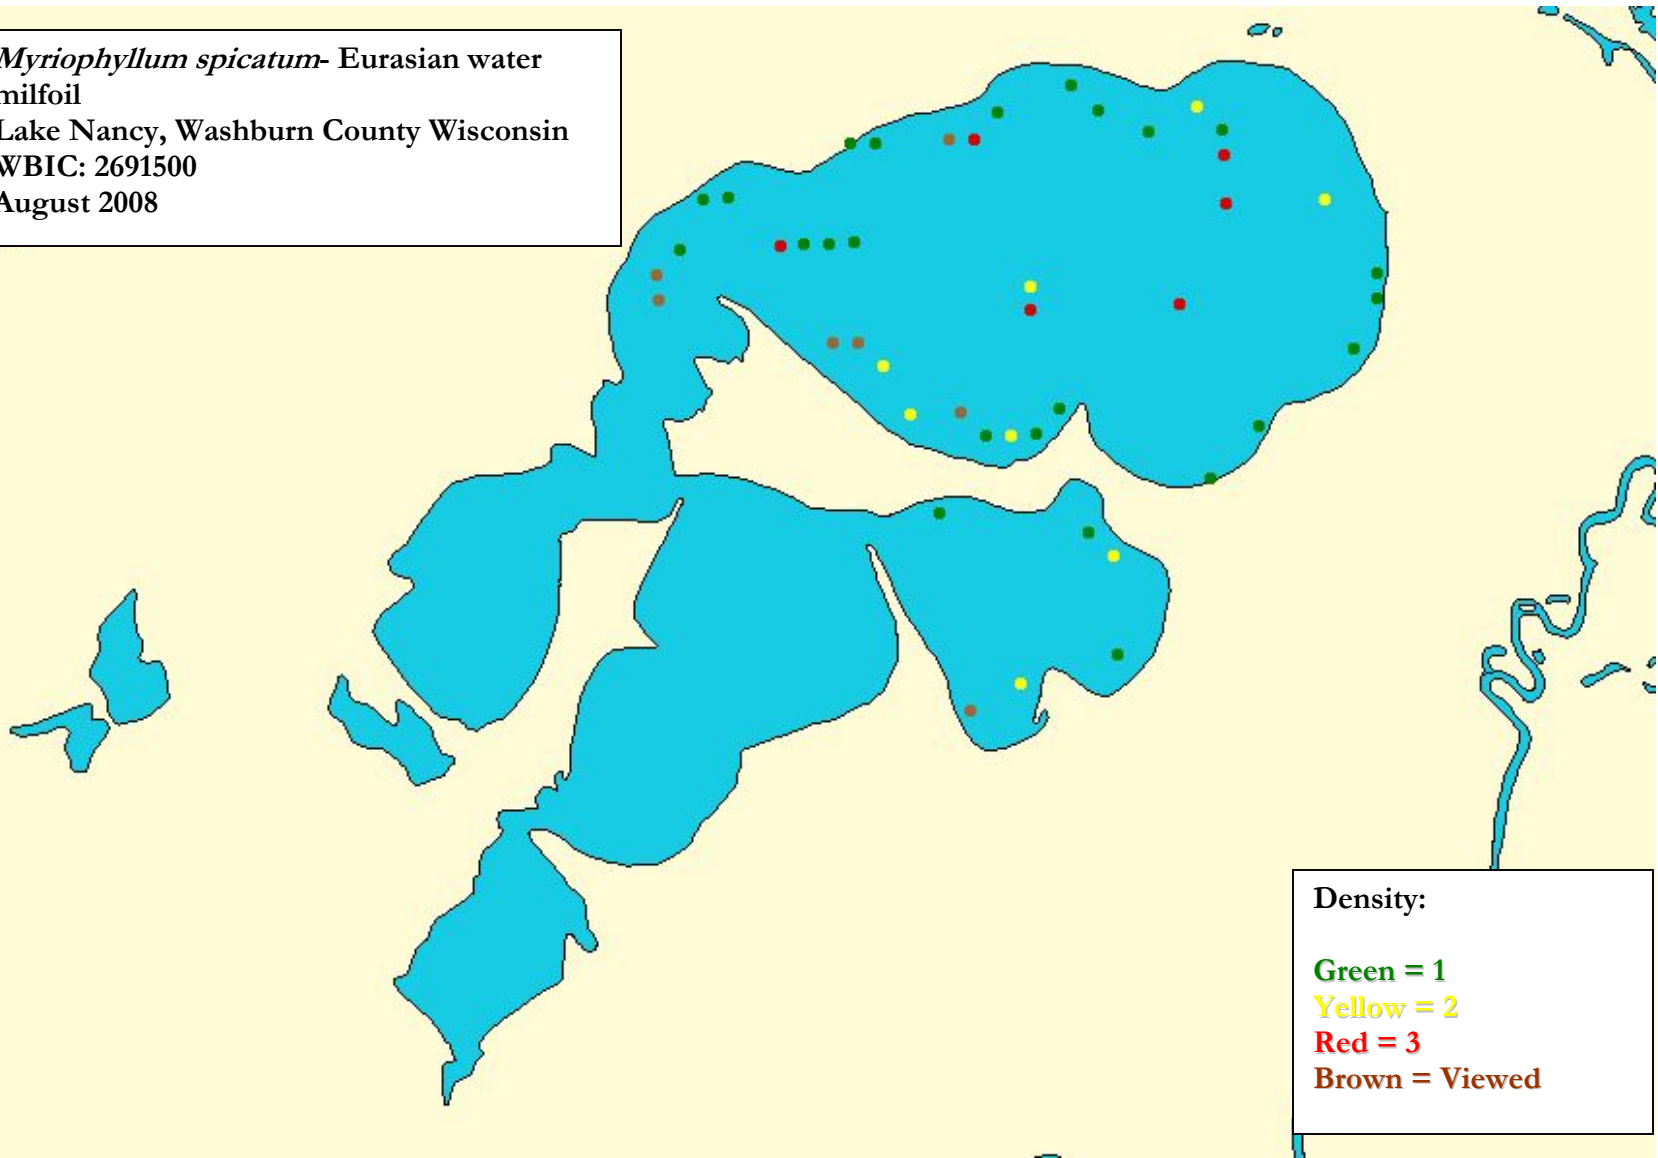 Myriophyllum spicatum- Eurasian water
milfoil
Lake Nancy, Washburn County Wisconsin
WBIC: 2691500
August 2008
Density:
Green = 1
Yellow = 2
Red = 3
Brown = Viewed